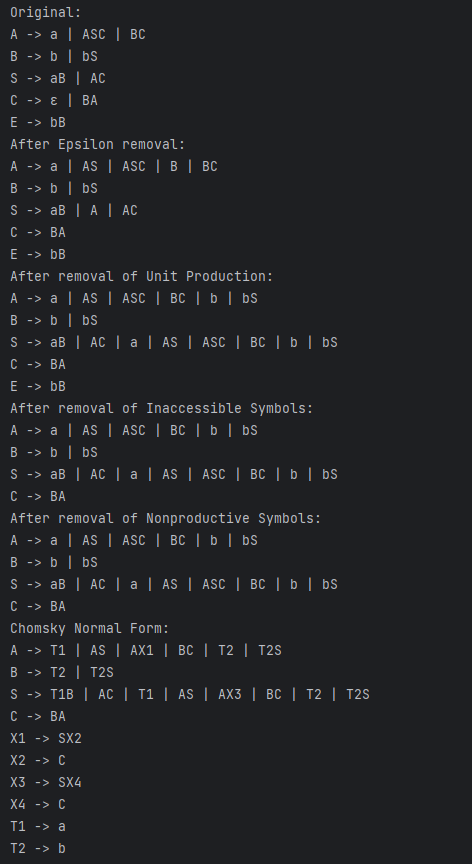 Original:
A -> a | ASC | BC
B -> b | bS
S -> aB | AC
C -> ε | BA
E -> bB
After Epsilon removal:
A -> a | AS | ASC | B | BC
B -> b | bS
S -> aB | A | AC
C -> BA
E -> bB
After removal of Unit Production:
A -> a | AS | ASC | BC | b | bS
B -> b | bS
S -> aB | AC | a | AS | ASC | BC | b | bS
C -> BA
E -> bB
After removal of Inaccessible Symbols:
A -> a | AS | ASC | BC | b | bS
B -> b | bS
S -> aB | AC | a | AS | ASC | BC | b | bS
C -> BA
After removal of Nonproductive Symbols:
A -> a | AS | ASC | BC | b | bS
B -> b | bS
S -> aB | AC | a | AS | ASC | BC | b | bS
C -> BA
Chomsky Normal Form:
A -> T1 | AS | AX1 | BC | T2 | T2S
B -> T2 | T2S
S -> T1B | AC | T1 | AS | AX3 | BC | T2 | T2S
C -> BA
X1 -> SX2
X2 -> C
X3 -> SX4
X4 -> C
T1 -> a
T2 -> b